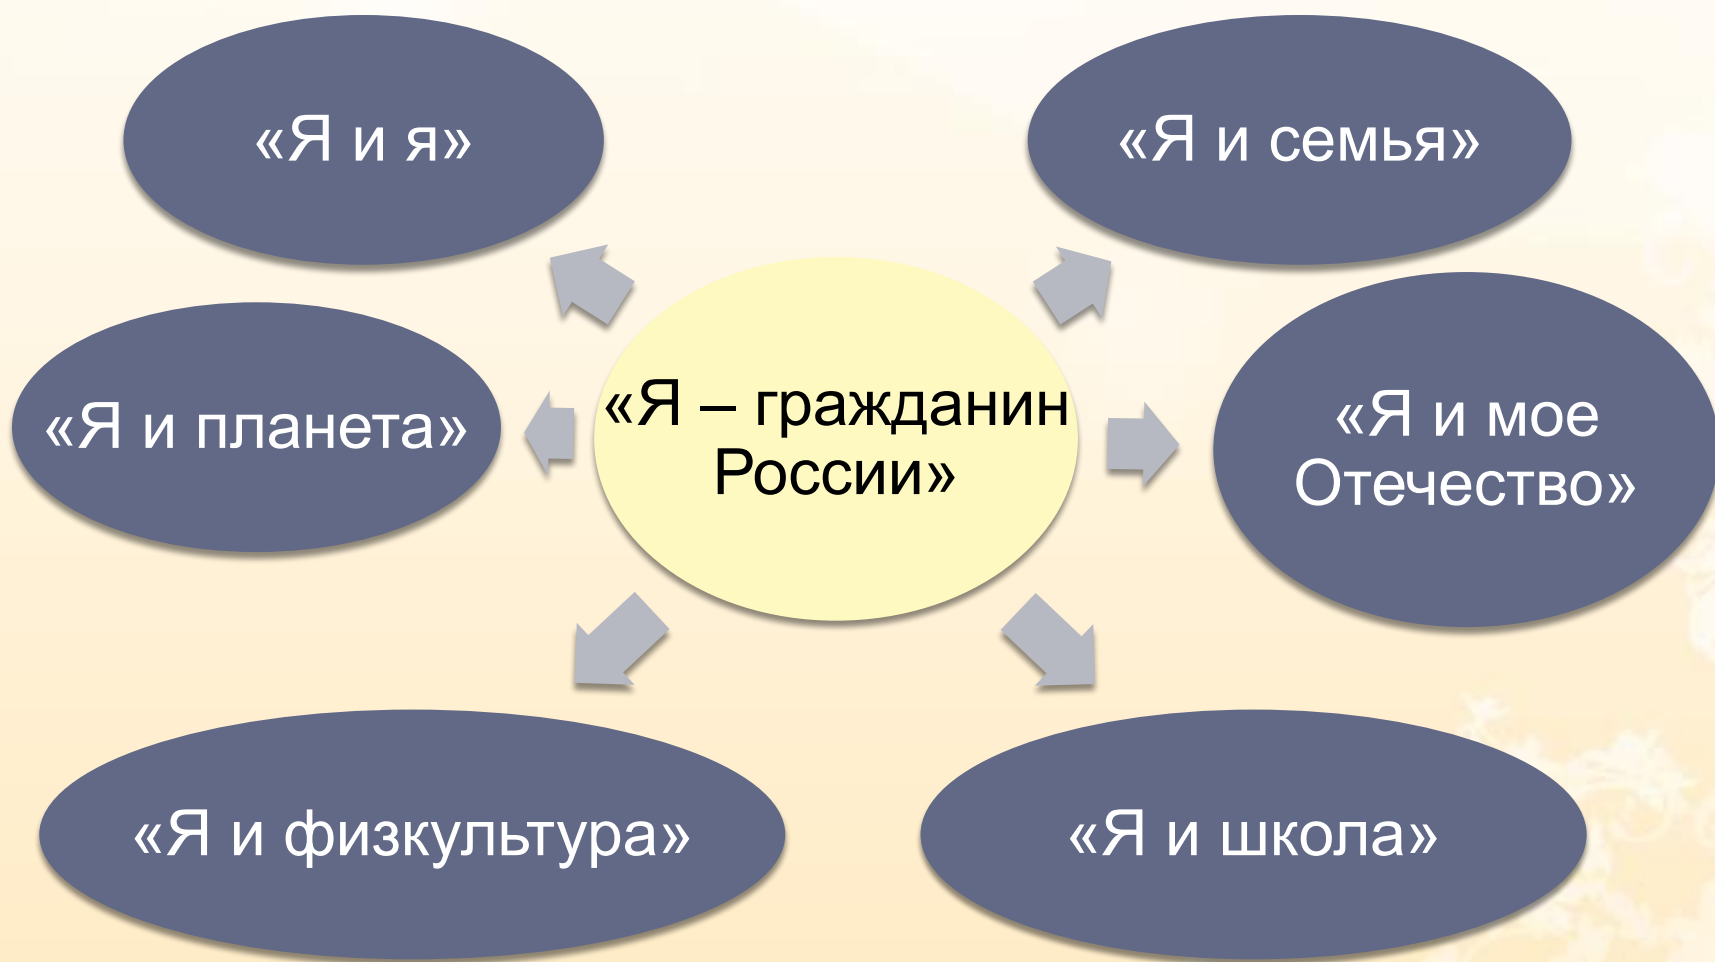 «Я и я»
«Я и семья»
«Я и планета»
«Я – гражданин
России»
«Я и мое
Отечество»
«Я и физкультура»
«Я и школа»